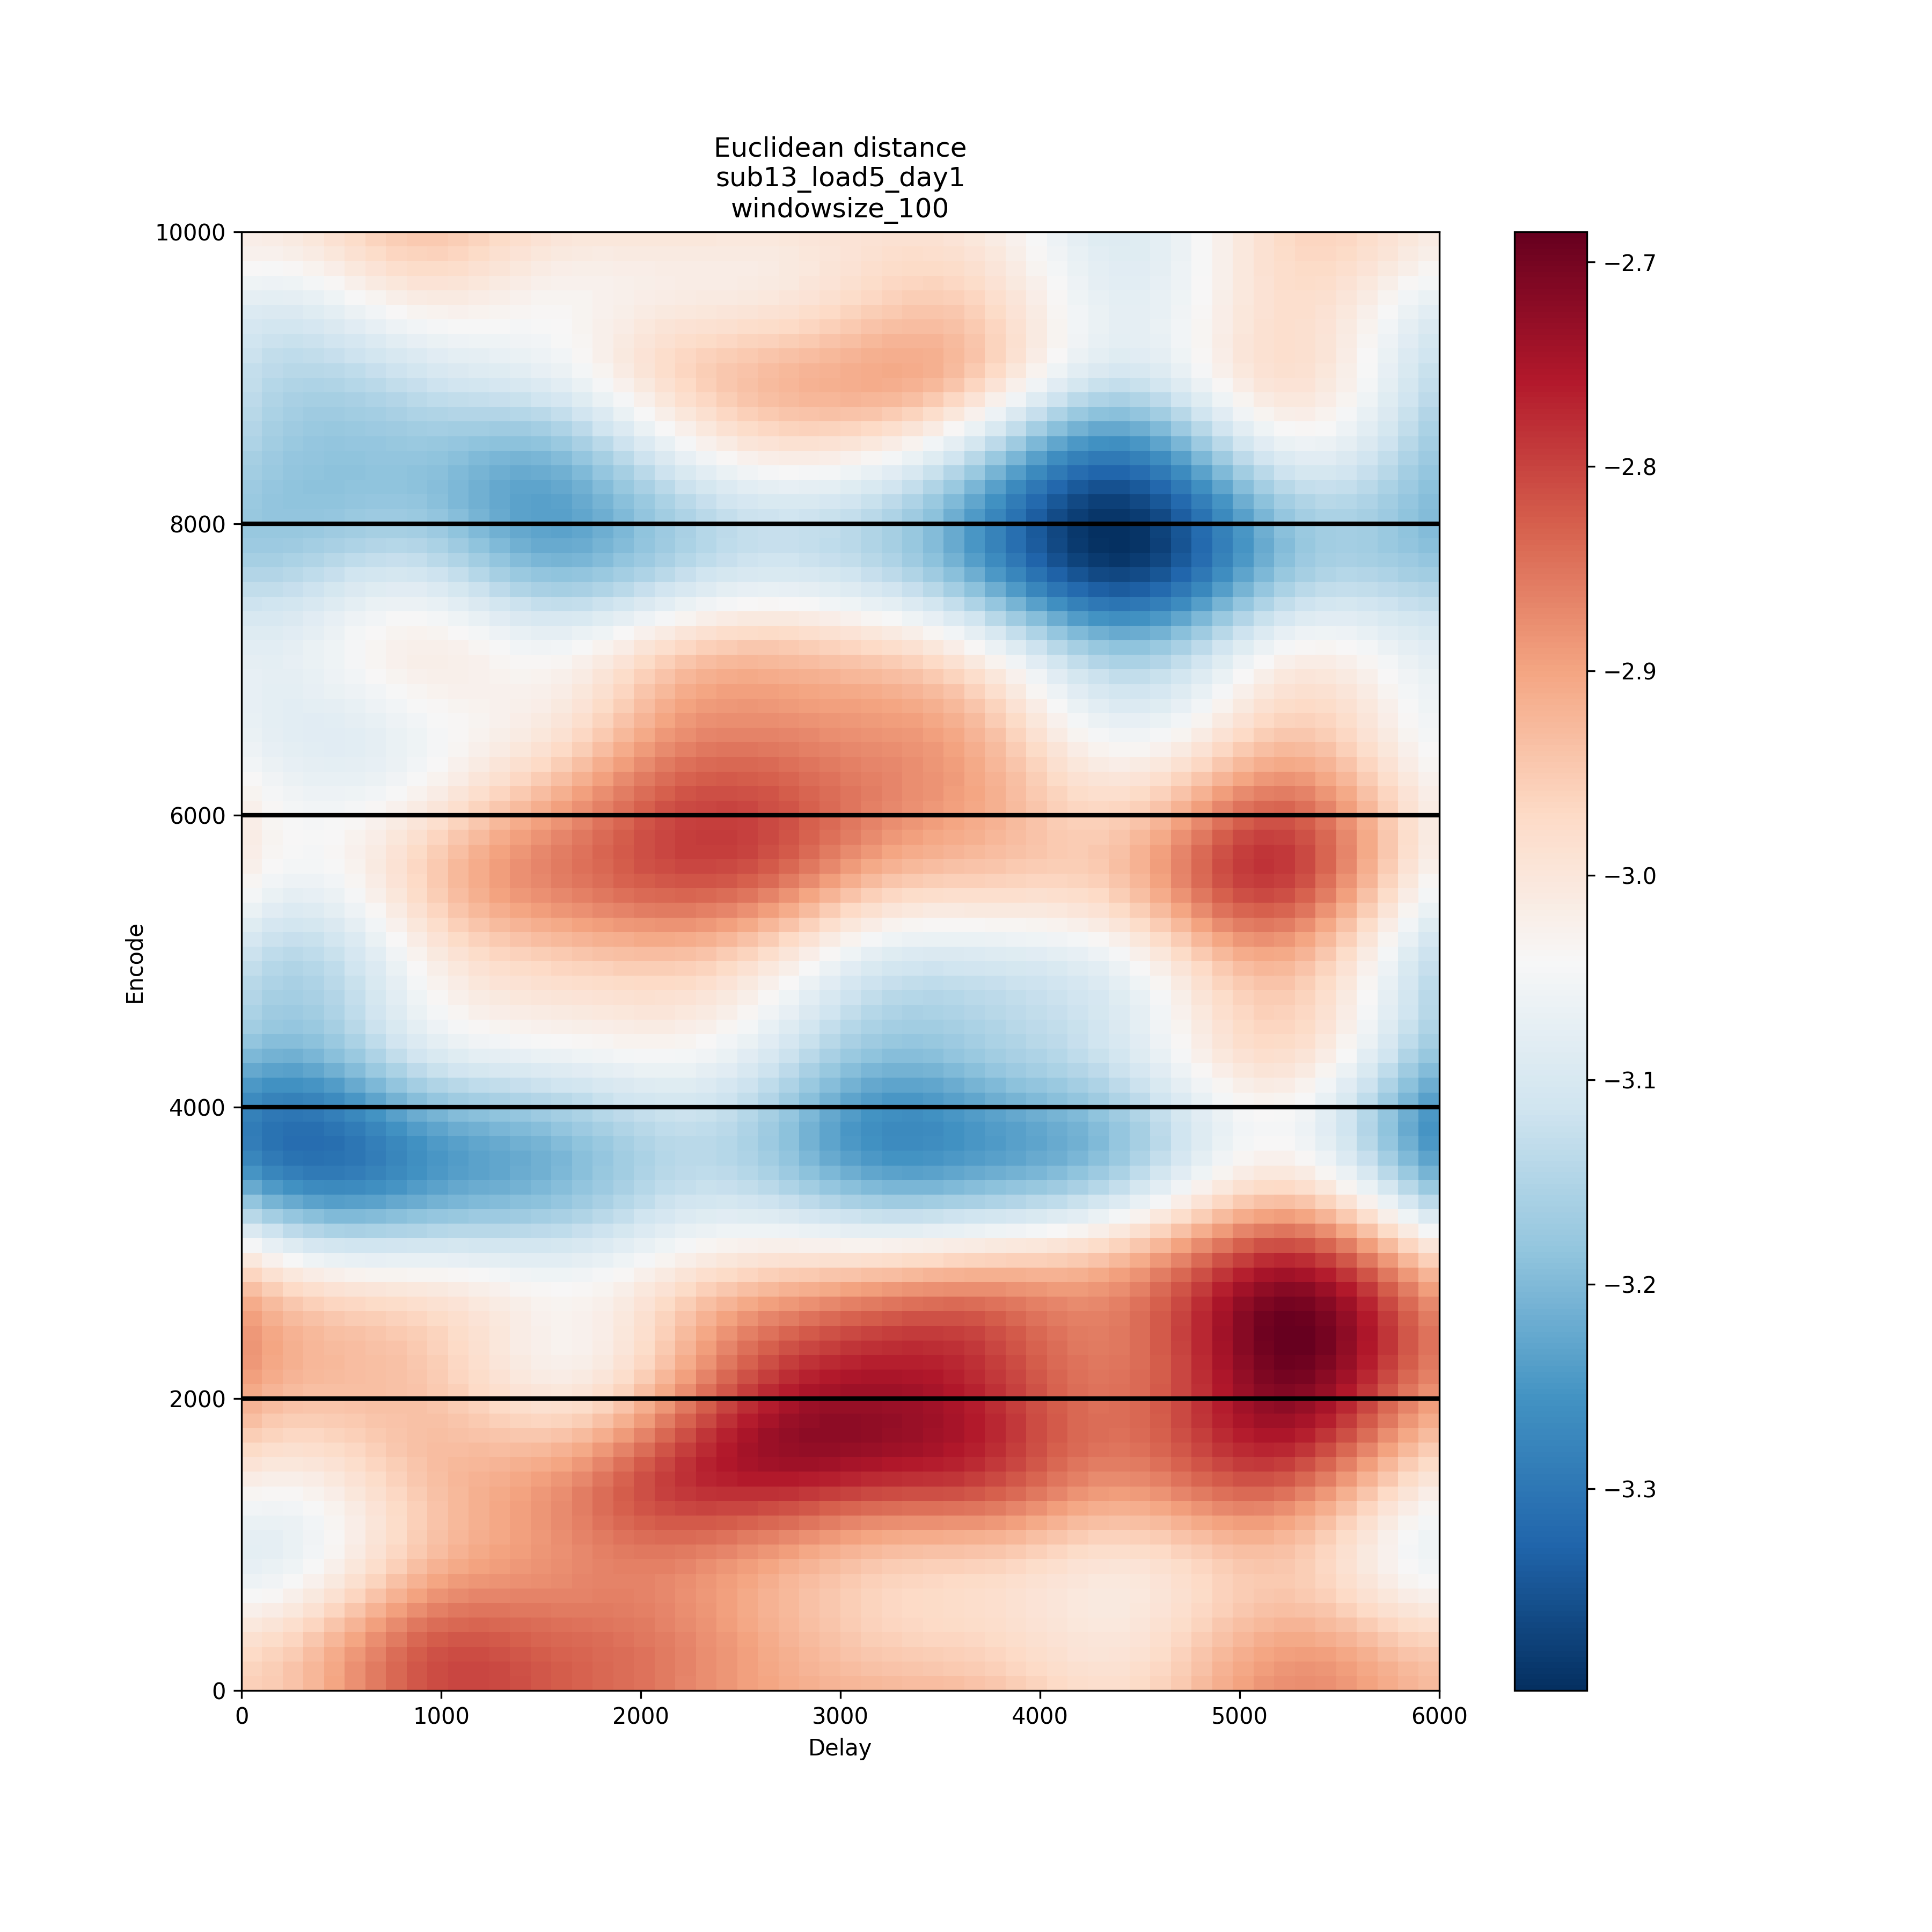 Euclidean distance
sub13_load5_day1
windowsize_100
10000
8000
6000
4000
2000
0
Encode
0 1000 2000 3000 4000 5000 6000
Delay
−2.7
−2.8
−2.9
−3.0
−3.1
−3.2
−3.3